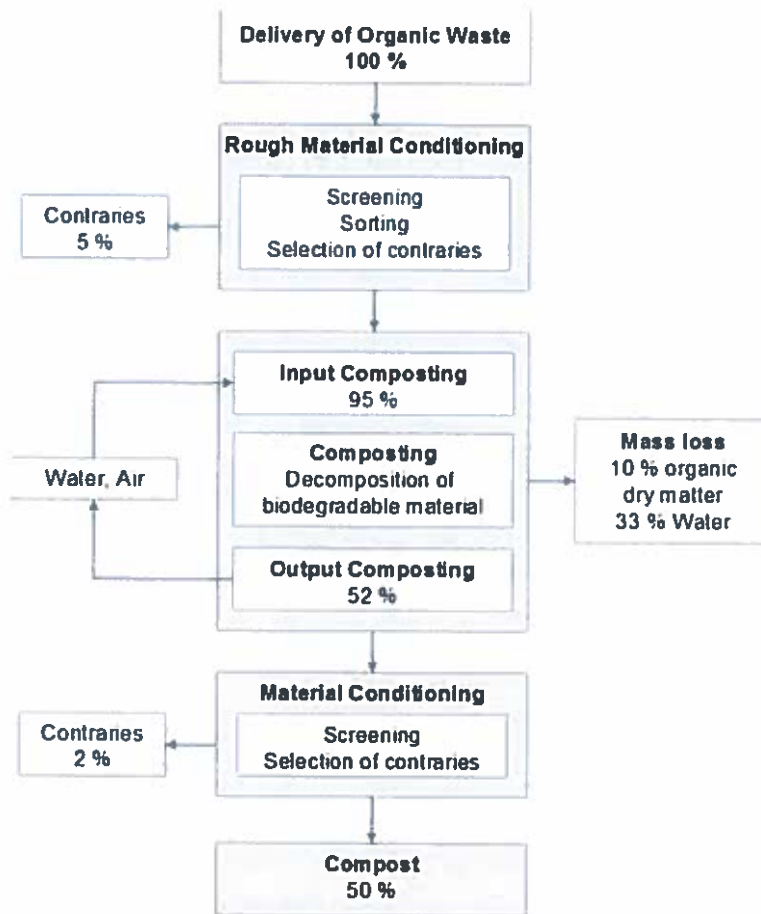 Delivery of Organic Waste
100 %
Rough Material Conditioning
Screening
Sorting
Selection of contraries
Contraries
5 %
Input Composting
95 %
Composting
Decomposition of
biodegradable material
Water, Air
Mass loss
10 % organic
dry matter
33 % Water
Output Composting
52 %
Material Conditioning
Screening
Selection of contraries
Contraries
2 %
Compost
50 %